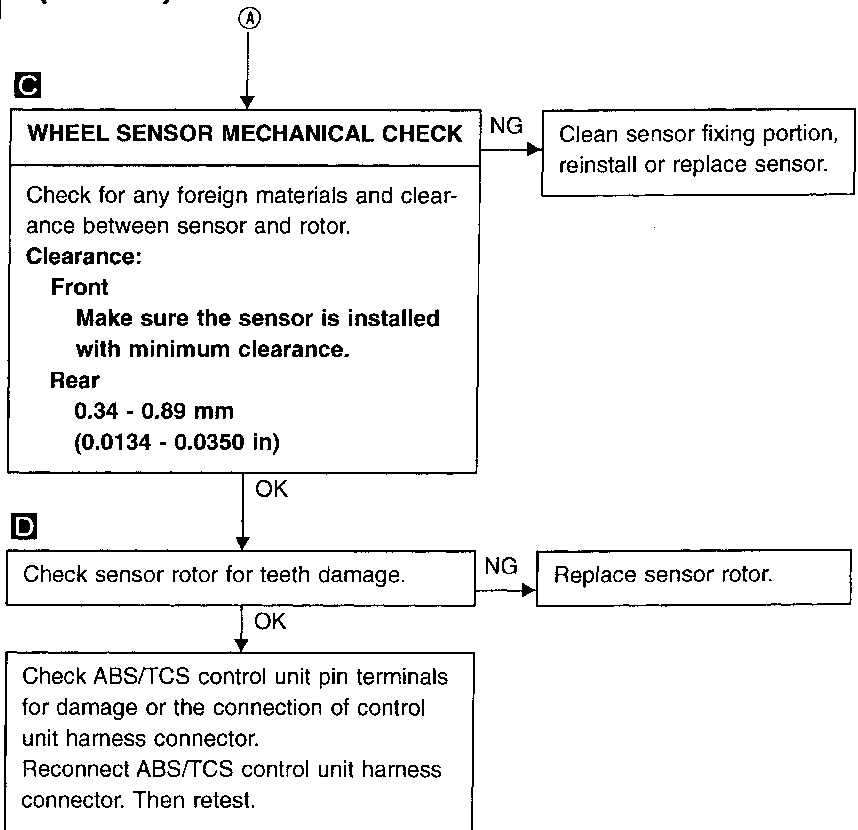 A
C
WHEEL SENSOR MECHANICAL CHECK
NG
Clean sensor fixing portion,
reinstall or replace sensor.
Check for any foreign materials and clear-
ance between sensor and rotor.
Clearance:
Front
Make sure the sensor is installed
with minimum clearance.
Rear
0.34 - 0.89 mm
(0.0134 - 0.0350 in)
OK
D
Check sensor rotor for teeth damage.
NG
Replace sensor rotor.
OK
Check ABS/TCS control unit pin terminals
for damage or the connection of control
unit harness connector.
Reconnect ABS/TCS control unit harness
connector. Then retest.